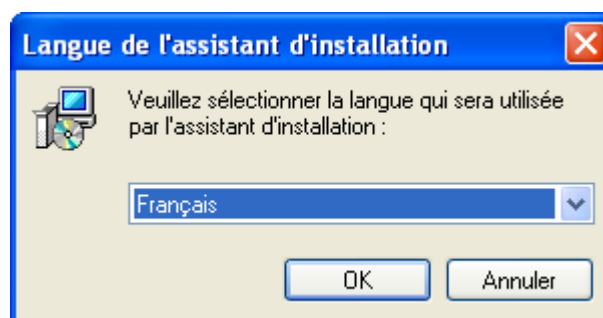 Langue de l'assistant d'installation
Veuillez sélectionner la langue qui sera utilisée
par l'assistant d'installation :
Français
OK
Annuler